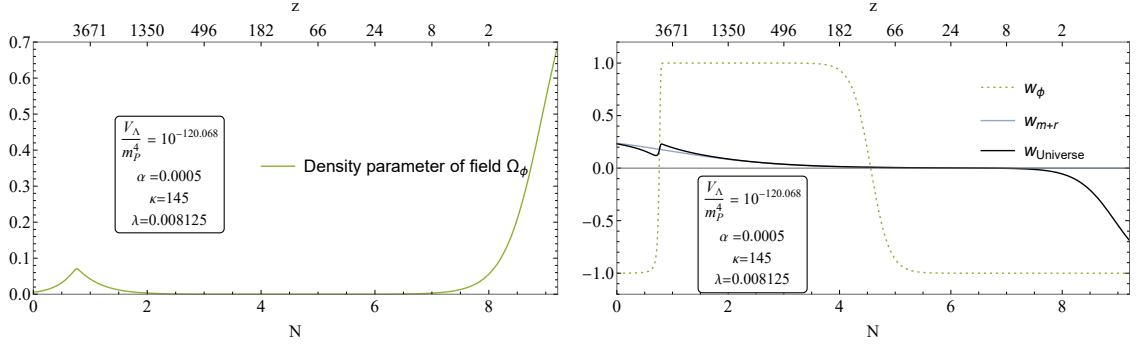 z
3671 1350 496 182 66 24 8 2
0.7
0.6
0.5
0.4
0.3
0.2
0.1
0.0
V_Λ/m_P^4 = 10^-120.068
α =0.0005
κ=145
λ=0.008125
Density parameter of field Ω_ϕ
0 2 4 6 8
N
z
3671 1350 496 182 66 24 8 2
1.0
0.5
0.0
-0.5
-1.0
w_ϕ
w_m+r
w_Universe
V_Λ/m_P^4 = 10^-120.068
α =0.0005
κ=145
λ=0.008125
0 2 4 6 8
N